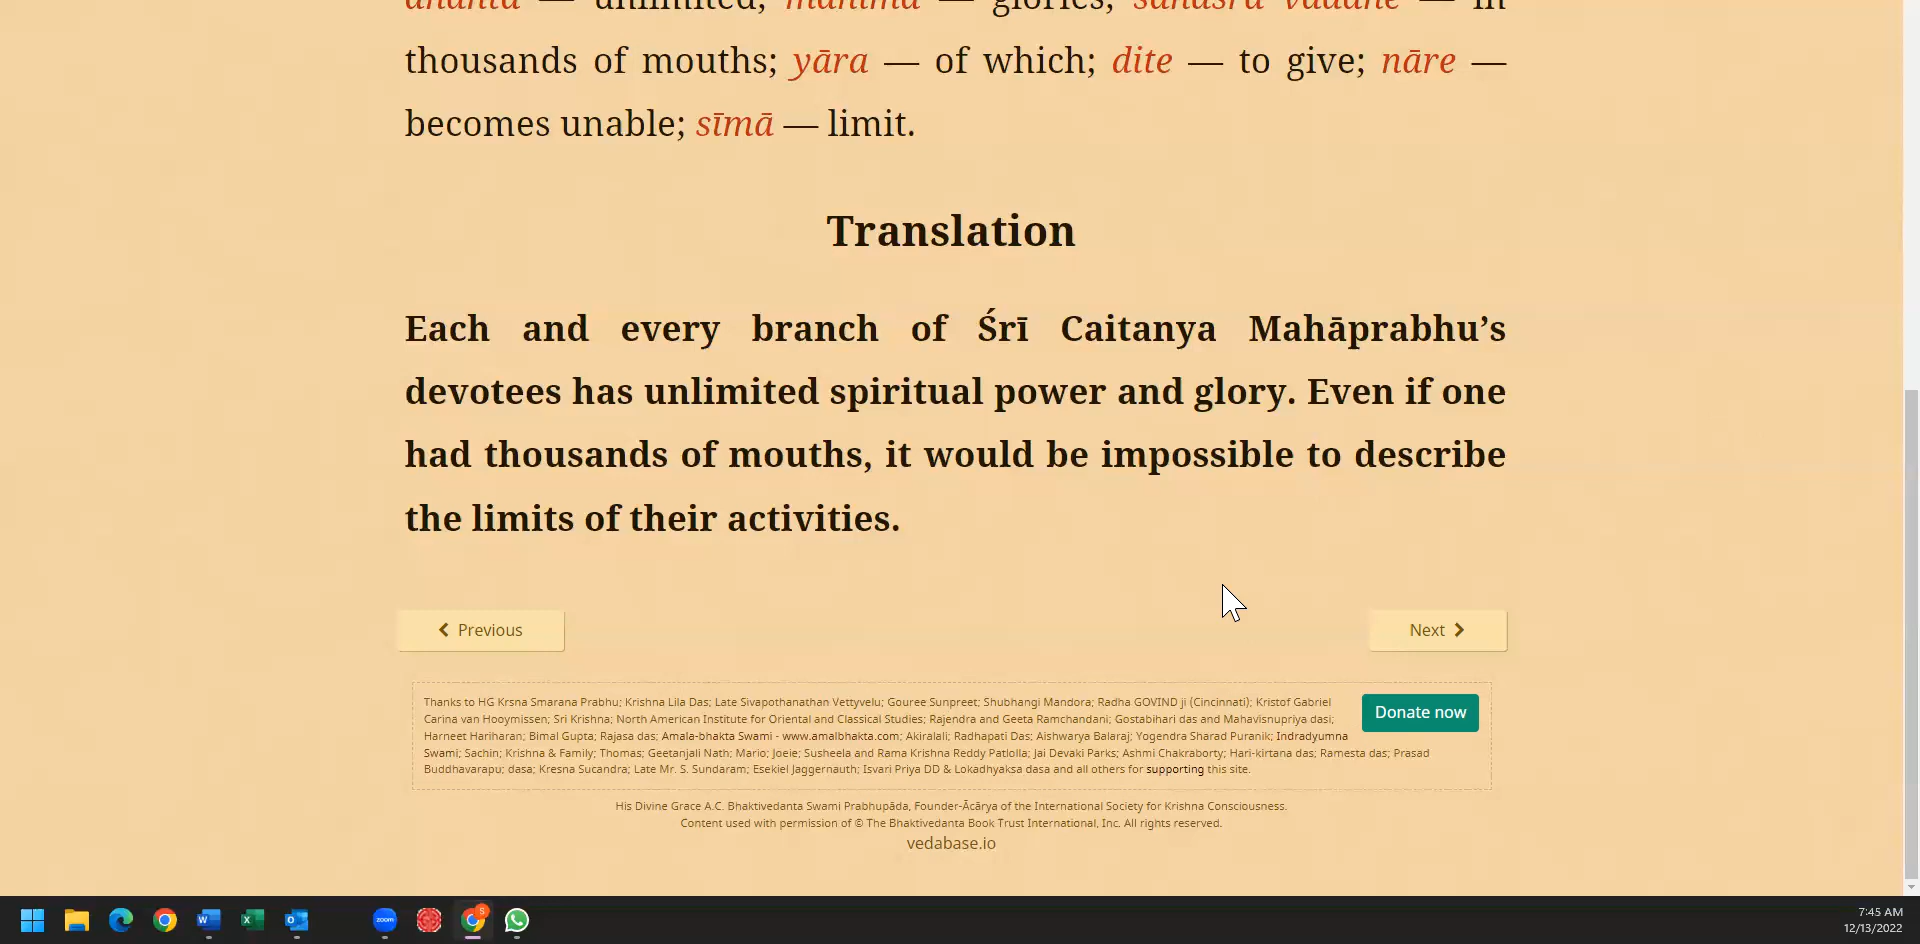 ananta — unlimited; mahimā — glories; sahasra vadane — in
thousands of mouths; yāra — of which; dite — to give; nāre —
becomes unable; sīmā — limit.
Translation
Each and every branch of Śrī Caitanya Mahāprabhu’s
devotees has unlimited spiritual power and glory. Even if one
had thousands of mouths, it would be impossible to describe
the limits of their activities.
Previous
Next
Thanks to HG Krsna Smarana Prabhu; Krishna Lila Das; Late Sivapothanathan Vettyvelu; Gouree Sunpreet; Shubhangi Mandora; Radha GOVIND ji (Cincinnati); Kristof Gabriel
Carina van Hooymissen; Sri Krishna; North American Institute for Oriental and Classical Studies; Rajendra and Geeta Ramchandani; Gostabihari das and Mahavisnupriya dasi;
Harneet Hariharan; Bimal Gupta; Rajasa das; Amala-bhakta Swami - www.amalbhakta.com; Akiralali; Radhapati Das; Aishwarya Balaraj; Yogendra Sharad Puranik; Indradyumna
Swami; Sachin; Krishna & Family; Thomas; Geetanjali Nath; Mario; Joeie; Susheela and Rama Krishna Reddy Patlolla; Jai Devaki Parks; Ashmi Chakraborty; Hari-kirtana das; Ramesta das; Prasad
Buddhavarapu; dasa; Kresna Sucandra; Late Mr. S. Sundaram; Esekiel Jaggernauth; Isvari Priya DD & Lokadhyaksa dasa and all others for supporting this site.
Donate now
His Divine Grace A.C. Bhaktivedanta Swami Prabhupāda, Founder-Ācārya of the International Society for Krishna Consciousness.
Content used with permission of © The Bhaktivedanta Book Trust International, Inc. All rights reserved.
vedabase.io
W
X
O
zoom
S
7:45 AM
12/13/2022